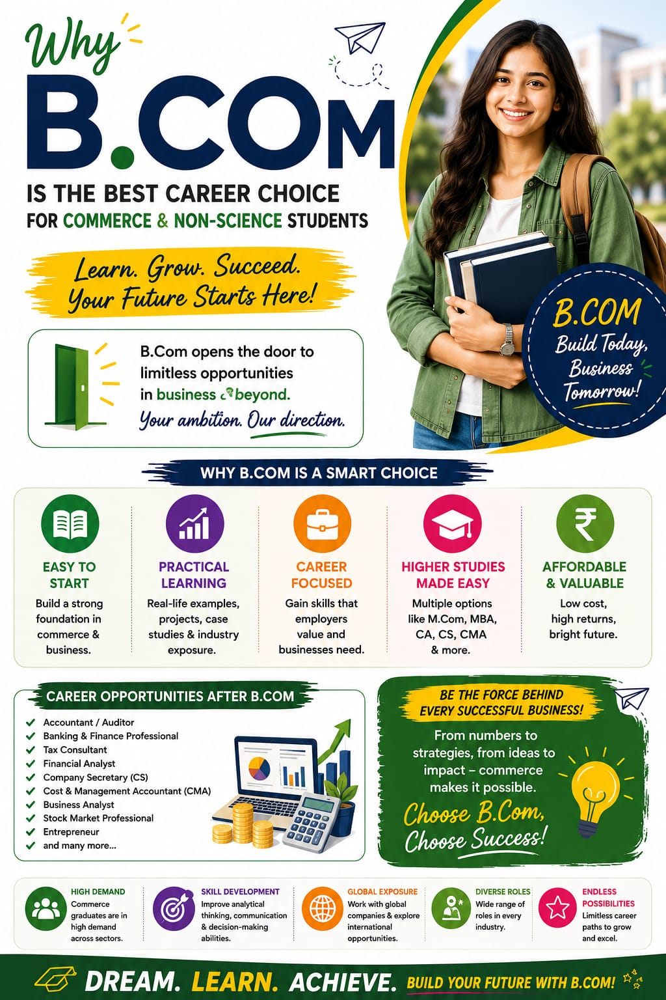 Why
B.COM
IS THE BEST CAREER CHOICE
FOR COMMERCE & NON-SCIENCE STUDENTS
Learn. Grow. Succeed.
Your Future Starts Here!
B.Com opens the door to
limitless opportunities
in business beyond.
Your ambition. Our direction.
B.COM
Build Today,
Business
Tomorrow!
WHY B.COM IS A SMART CHOICE
EASY TO
START
Build a strong
foundation in
commerce &
business.
PRACTICAL
LEARNING
Real-life examples,
projects, case
studies & industry
exposure.
CAREER
FOCUSED
Gain skills that
employers
value and
businesses need.
HIGHER STUDIES
MADE EASY
Multiple options
like M.Com, MBA,
CA, CS, CMA
& more.
₹
AFFORDABLE
& VALUABLE
Low cost,
high returns,
bright future.
CAREER OPPORTUNITIES AFTER B.COM
Accountant / Auditor
Banking & Finance Professional
Tax Consultant
Financial Analyst
Company Secretary (CS)
Cost & Management Accountant (CMA)
Business Analyst
Stock Market Professional
Entrepreneur
and many more...
BE THE FORCE BEHIND
EVERY SUCCESSFUL BUSINESS!
From numbers to
strategies, from ideas to
impact – commerce
makes it possible.
Choose B.Com,
Choose Success!
HIGH DEMAND
Commerce
graduates are in
high demand
across sectors.
SKILL DEVELOPMENT
Improve analytical
thinking, communication
& decision-making
abilities.
GLOBAL EXPOSURE
Work with global
companies & explore
international
opportunities.
DIVERSE ROLES
Wide range of
roles in every
industry.
ENDLESS
POSSIBILITIES
Limitless career
paths to grow
and excel.
DREAM. LEARN. ACHIEVE. BUILD YOUR FUTURE WITH B.COM!